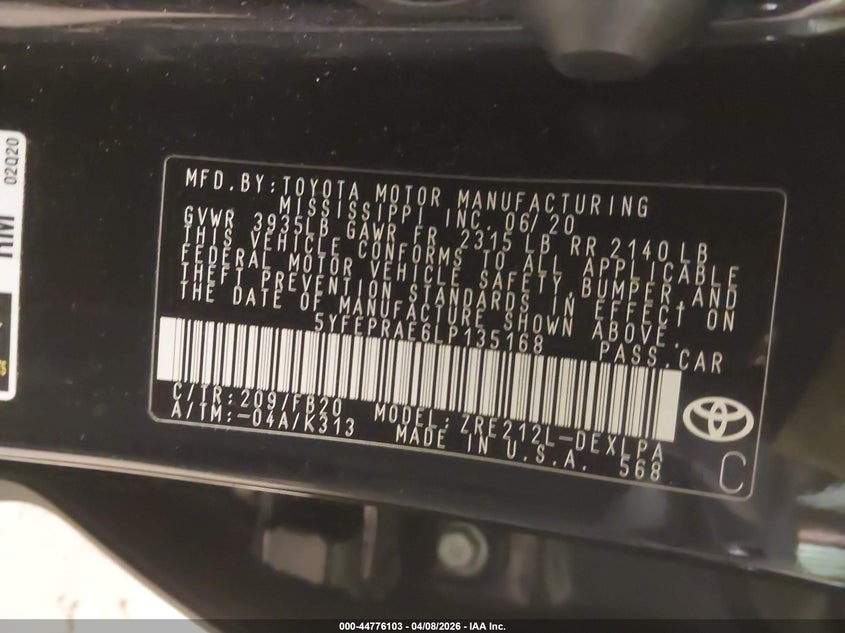 MFD.BY:TOYOTA MOTOR MANUFACTURING
MISSISSIPPI INC. 06/20
GVWR 3935LB GAWR FR 2315 LB RR 2140 LB
THIS VEHICLE CONFORMS TO ALL APPLICABLE
FEDERAL MOTOR VEHICLE SAFETY,BUMPER,AND
THEFT PREVENTION STANDARDS IN EFFECT ON
THE DATE OF MANUFACTURE SHOWN ABOVE.
5YFEPRAE6LP135168 PASS.CAR
C/TR:209/FB20 MODEL:ZRE212L-DEXLPA
A/TM:-04A/K313 MADE IN U.S.A. 568
C
02Q20
000-44776103 - 04/08/2026 - IAA Inc.